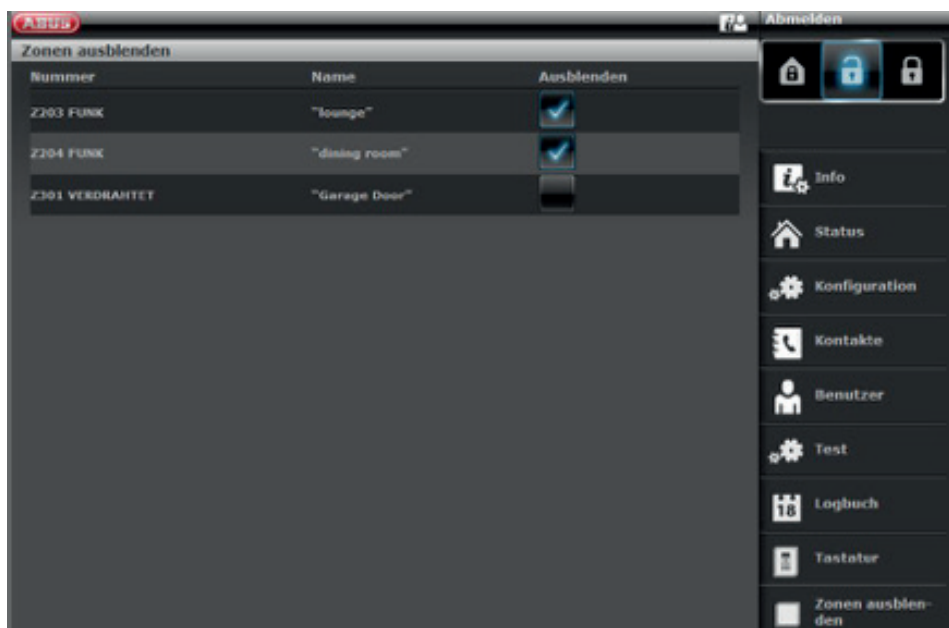 ABUS
Abmelden
Zonen ausblenden
Nummer Name Ausblenden
Z203 FUNK "lounge"
Z204 FUNK "dining room"
Z301 VERDRAHTET "Garage Door"
Info
Status
Konfiguration
Kontakte
Benutzer
Test
18 Logbuch
Tastatur
Zonen ausblen-
den